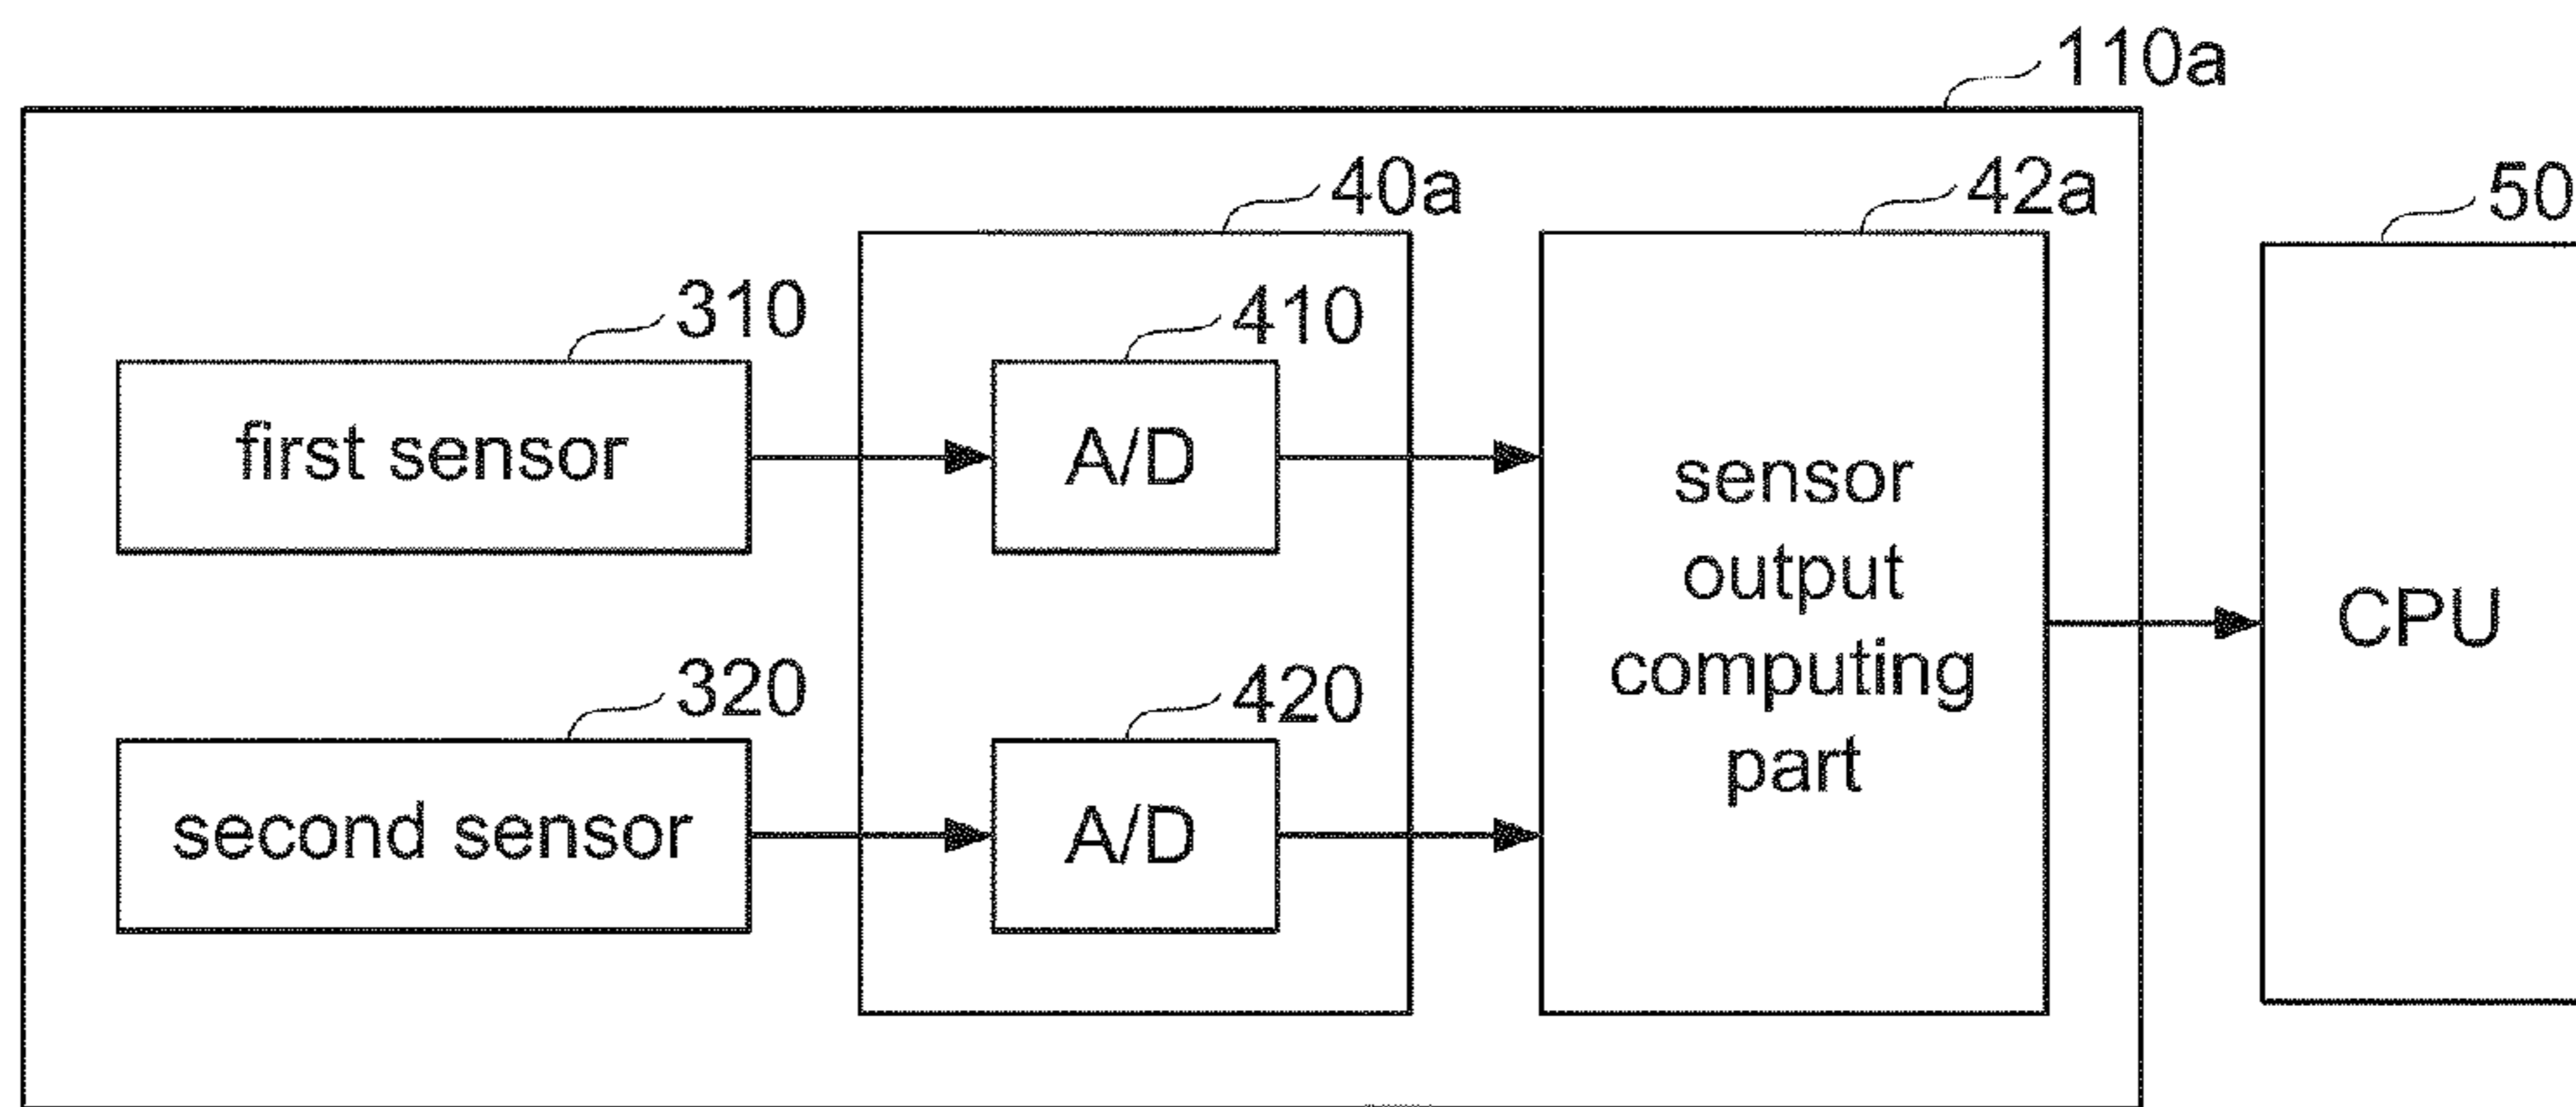 110a
40a
42a
50
310
410
first sensor
A/D
sensor
output
computing
part
CPU
320
420
second sensor
A/D